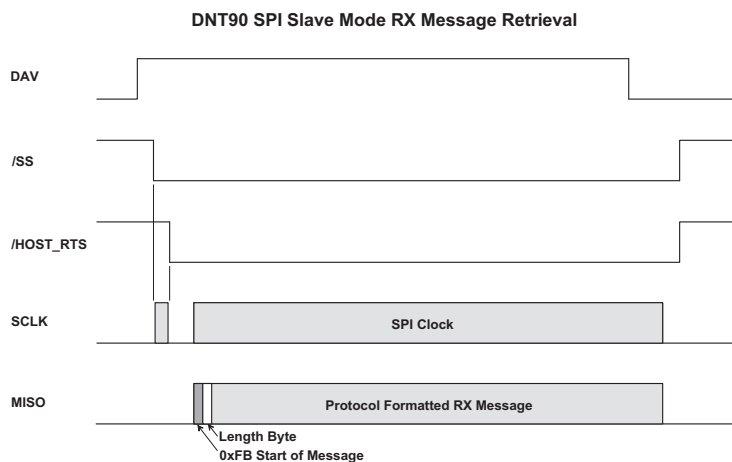 DNT90 SPI Slave Mode RX Message Retrieval
DAV
/SS
/HOST_RTS
SCLK
SPI Clock
MISO
Protocol Formatted RX Message
Length Byte
0xFB Start of Message